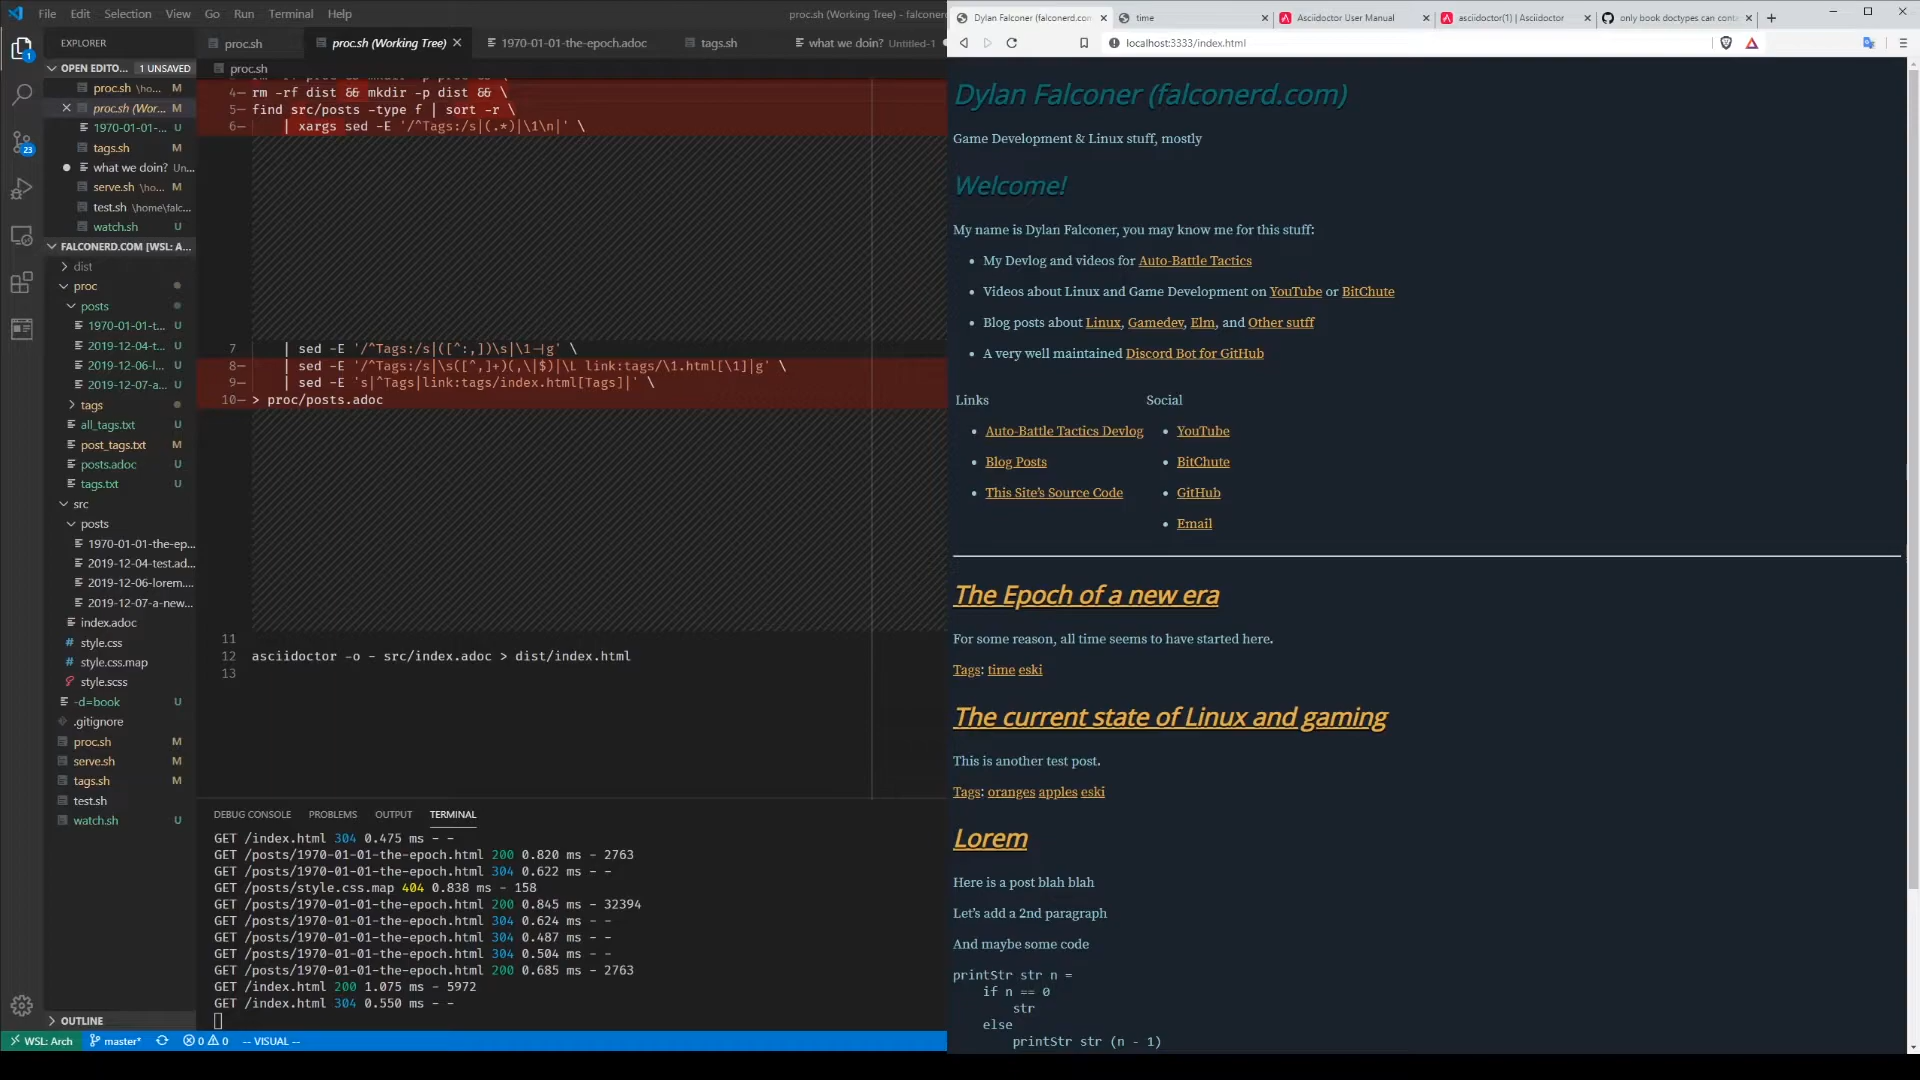 File Edit Selection View Go Run Terminal Help
proc.sh (Working Tree) - falconerd
EXPLORER
OPEN EDITO... 1 UNSAVED
proc.sh \ho... M
proc.sh (Wor... M
1970-01-01-... U
tags.sh M
what we doin? Un...
serve.sh \ho... M
test.sh \home\falc...
watch.sh U
FALCONERD.COM [WSL: A...
dist
proc
posts
1970-01-01-t... U
2019-12-04-t... U
2019-12-06-l... U
2019-12-07-a... U
tags
all_tags.txt U
post_tags.txt M
posts.adoc U
tags.txt U
src
posts
1970-01-01-the-ep...
2019-12-04-test.ad...
2019-12-06-lorem....
2019-12-07-a-new...
index.adoc
style.css
style.css.map
style.scss
-d=book U
.gitignore
proc.sh M
serve.sh M
tags.sh M
test.sh
watch.sh U
OUTLINE
proc.sh
proc.sh (Working Tree)
1970-01-01-the-epoch.adoc
tags.sh
what we doin? Untitled-1
proc.sh
4- rm -rf dist && mkdir -p dist && \
5- find src/posts -type f | sort -r \
6- | xargs sed -E '/^Tags:/s|(.*)|\1\n|' \
7 | sed -E '/^Tags:/s|([^:,])\s|\1-|g' \
8- | sed -E '/^Tags:/s|\s([^,]+)(,\|$)|\L link:tags/\1.html[\1]|g' \
9- | sed -E 's|^Tags|link:tags/index.html[Tags]|' \
10- > proc/posts.adoc
11
12 asciidoctor -o - src/index.adoc > dist/index.html
13
DEBUG CONSOLE PROBLEMS OUTPUT TERMINAL
GET /index.html 304 0.475 ms - -
GET /posts/1970-01-01-the-epoch.html 200 0.820 ms - 2763
GET /posts/1970-01-01-the-epoch.html 304 0.622 ms - -
GET /posts/style.css.map 404 0.838 ms - 158
GET /posts/1970-01-01-the-epoch.html 200 0.845 ms - 32394
GET /posts/1970-01-01-the-epoch.html 304 0.624 ms - -
GET /posts/1970-01-01-the-epoch.html 304 0.487 ms - -
GET /posts/1970-01-01-the-epoch.html 304 0.504 ms - -
GET /posts/1970-01-01-the-epoch.html 200 0.685 ms - 2763
GET /index.html 200 1.075 ms - 5972
GET /index.html 304 0.550 ms - -
WSL: Arch master* 0 0 -- VISUAL --
1
23
Dylan Falconer (falconerd.con
time
Asciidoctor User Manual
asciidoctor(1) | Asciidoctor
only book doctypes can conta
localhost:3333/index.html
Dylan Falconer (falconerd.com)
Game Development & Linux stuff, mostly
Welcome!
My name is Dylan Falconer, you may know me for this stuff:
My Devlog and videos for Auto-Battle Tactics
Videos about Linux and Game Development on YouTube or BitChute
Blog posts about Linux, Gamedev, Elm, and Other sutff
A very well maintained Discord Bot for GitHub
Links
Auto-Battle Tactics Devlog
Blog Posts
This Site's Source Code
Social
YouTube
BitChute
GitHub
Email
The Epoch of a new era
For some reason, all time seems to have started here.
Tags: time eski
The current state of Linux and gaming
This is another test post.
Tags: oranges apples eski
Lorem
Here is a post blah blah
Let's add a 2nd paragraph
And maybe some code
printStr str n =
if n == 0
str
else
printStr str (n - 1)